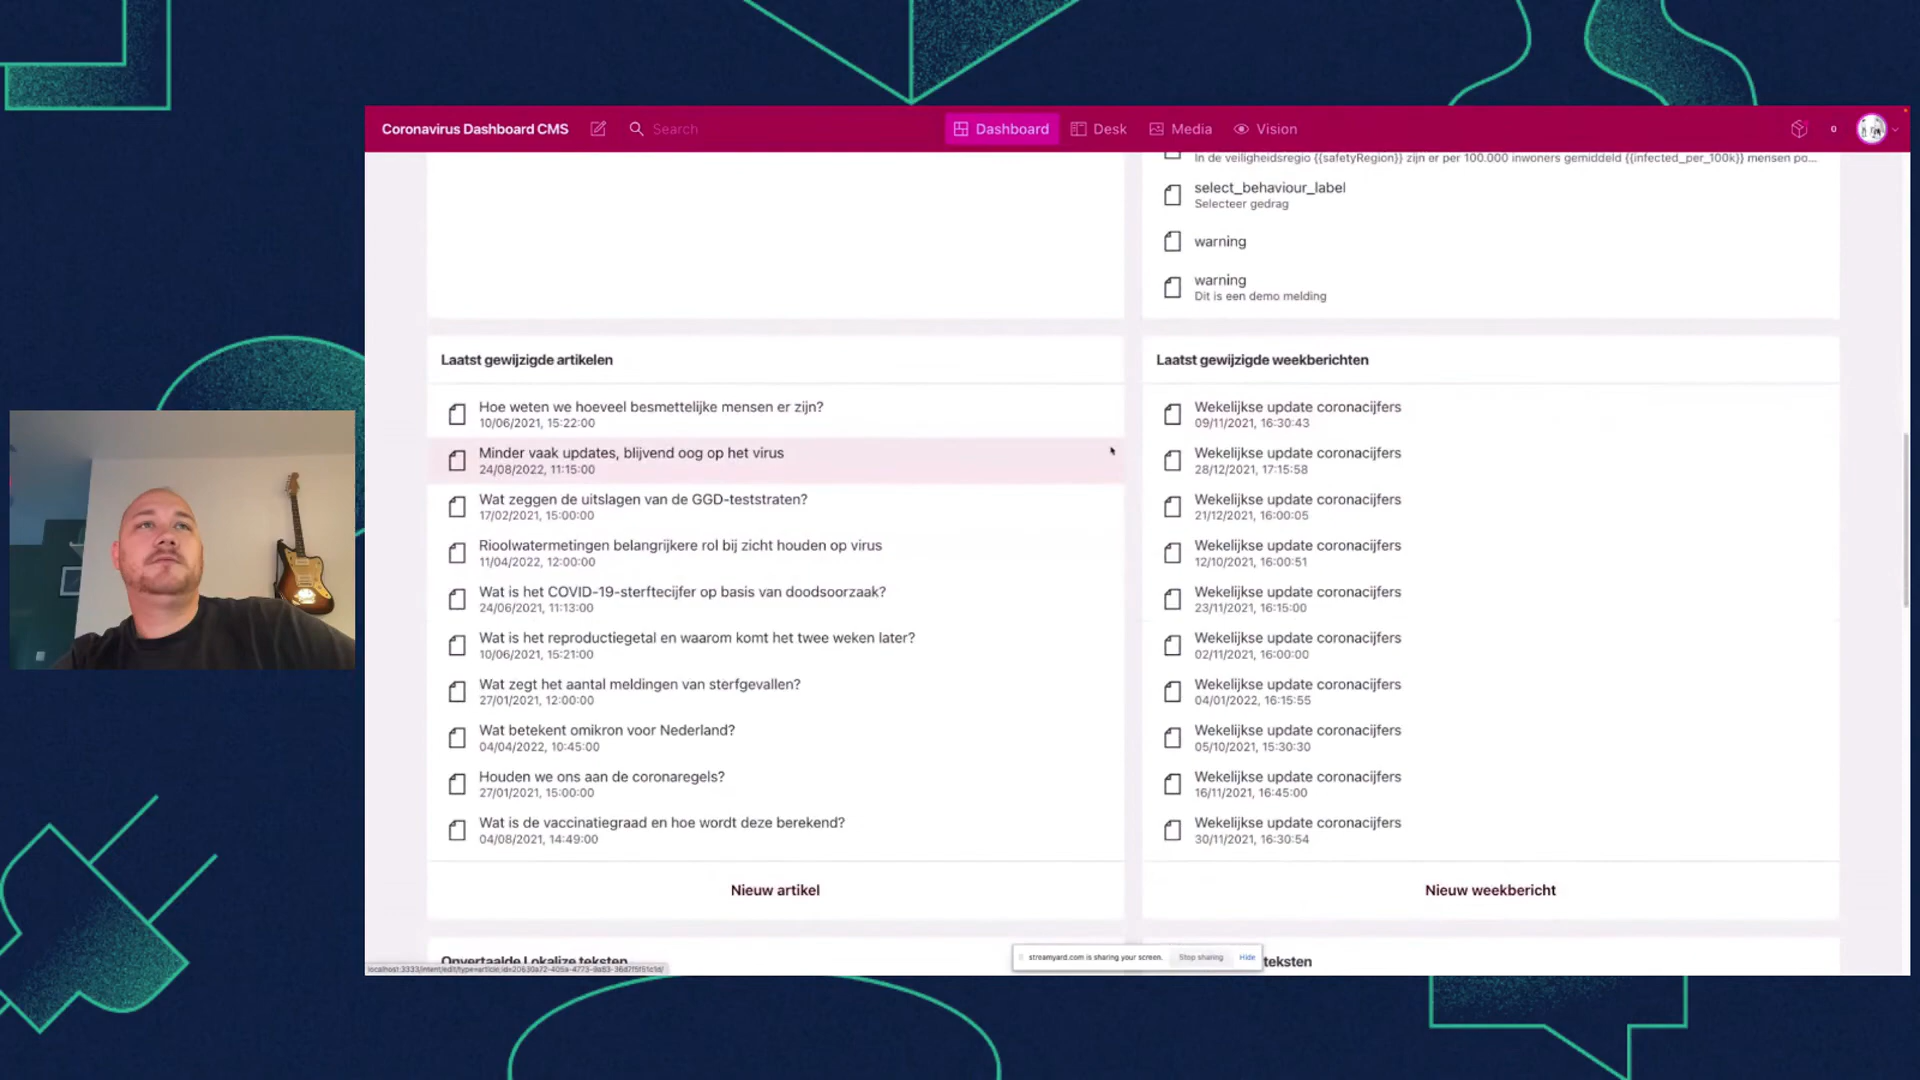 Coronavirus Dashboard CMS
Search
Dashboard
Desk
Media
Vision
0
In de veiligheidsregio {{safetyRegion}} zijn er per 100.000 inwoners gemiddeld {{infected_per_100k}} mensen po...
select_behaviour_label
Selecteer gedrag
warning
warning
Dit is een demo melding
Laatst gewijzigde artikelen
Hoe weten we hoeveel besmettelijke mensen er zijn?
10/06/2021, 15:22:00
Minder vaak updates, blijvend oog op het virus
24/08/2022, 11:15:00
Wat zeggen de uitslagen van de GGD-teststraten?
17/02/2021, 15:00:00
Rioolwatermetingen belangrijkere rol bij zicht houden op virus
11/04/2022, 12:00:00
Wat is het COVID-19-sterftecijfer op basis van doodsoorzaak?
24/06/2021, 11:13:00
Wat is het reproductiegetal en waarom komt het twee weken later?
10/06/2021, 15:21:00
Wat zegt het aantal meldingen van sterfgevallen?
27/01/2021, 12:00:00
Wat betekent omikron voor Nederland?
04/04/2022, 10:45:00
Houden we ons aan de coronaregels?
27/01/2021, 15:00:00
Wat is de vaccinatiegraad en hoe wordt deze berekend?
04/08/2021, 14:49:00
Nieuw artikel
Laatst gewijzigde weekberichten
Wekelijkse update coronacijfers
09/11/2021, 16:30:43
Wekelijkse update coronacijfers
28/12/2021, 17:15:58
Wekelijkse update coronacijfers
21/12/2021, 16:00:05
Wekelijkse update coronacijfers
12/10/2021, 16:00:51
Wekelijkse update coronacijfers
23/11/2021, 16:15:00
Wekelijkse update coronacijfers
02/11/2021, 16:00:00
Wekelijkse update coronacijfers
04/01/2022, 16:15:55
Wekelijkse update coronacijfers
05/10/2021, 15:30:30
Wekelijkse update coronacijfers
16/11/2021, 16:45:00
Wekelijkse update coronacijfers
30/11/2021, 16:30:54
Nieuw weekbericht
Onvertaalde Lokalize teksten
teksten
streamyard.com is sharing your screen.
Stop sharing
Hide